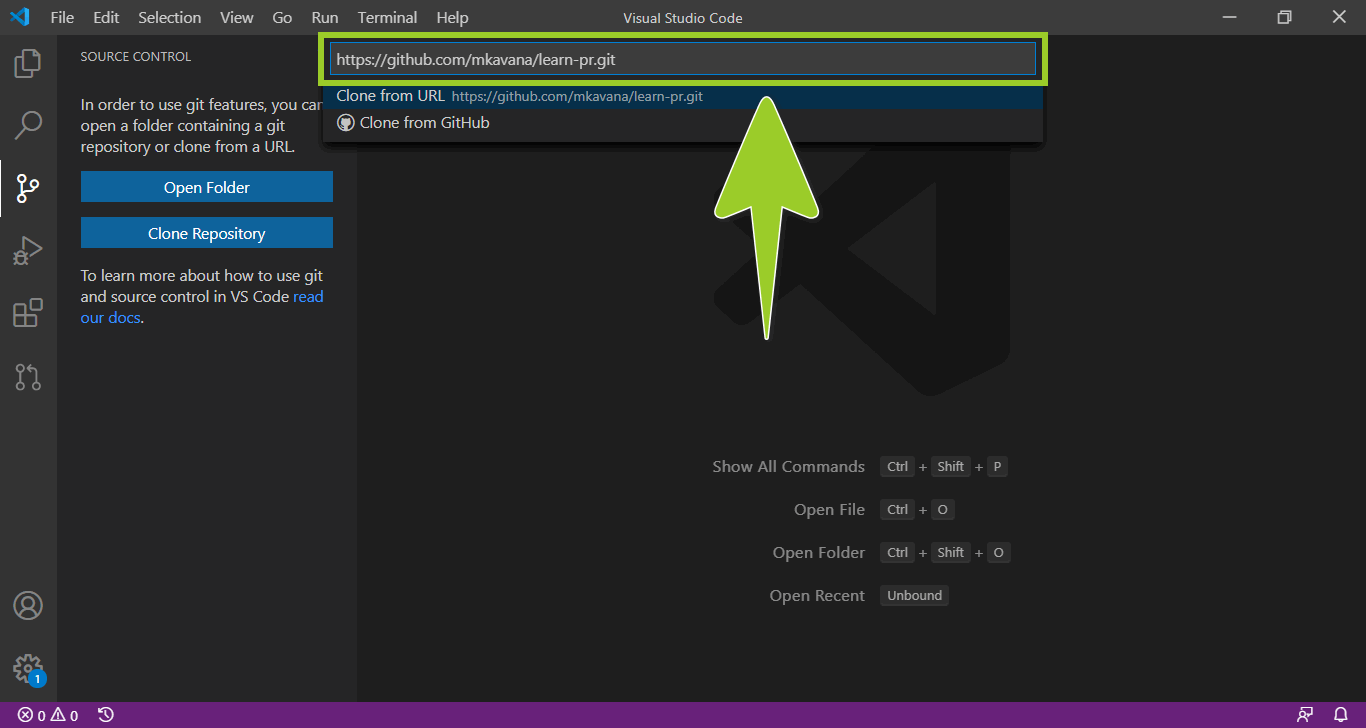 File Edit Selection View Go Run Terminal Help Visual Studio Code
https://github.com/mkavana/learn-pr.git
Clone from URL https://github.com/mkavana/learn-pr.git
Clone from GitHub
SOURCE CONTROL
In order to use git features, you can
open a folder containing a git
repository or clone from a URL.
Open Folder
Clone Repository
To learn more about how to use git
and source control in VS Code read
our docs.
Show All Commands Ctrl + Shift + P
Open File Ctrl + O
Open Folder Ctrl + Shift + O
Open Recent Unbound
1
0 0